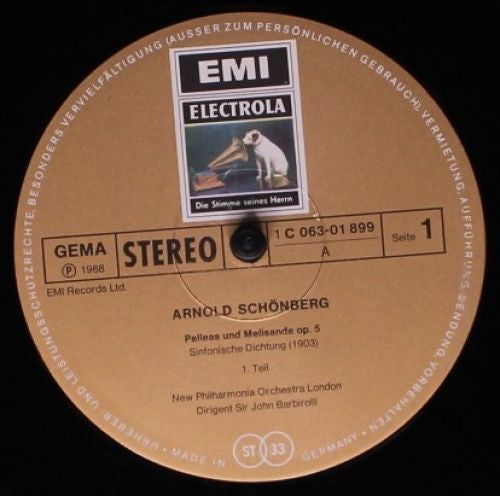 EMI
ELECTROLA
Die Stimme seines Herrn
GEMA
Ⓟ 1968
STEREO
1 C 063-01 899
A
Seite 1
EMI Records Ltd.
ARNOLD SCHÖNBERG
Pelleas und Melisande op. 5
Sinfonische Dichtung (1903)
1. Teil
New Philharmonia Orchestra London
Dirigent Sir John Barbirolli
ST 33
URHEBER- UND LEISTUNGSSCHUTZRECHTE, BESONDERS VERVIELFÄLTIGUNG (AUSSER ZUM PERSÖNLICHEN GEBRAUCH), VERMIETUNG, AUFFÜHRUNG, SENDUNG, VORBEHALTEN
• MADE IN GERMANY •